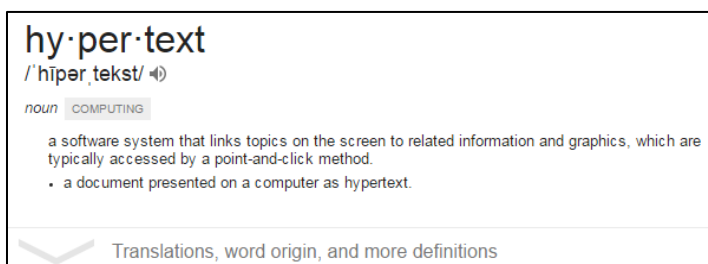 hy·per·text
/ˈhīpərˌtekst/
noun COMPUTING
a software system that links topics on the screen to related information and graphics, which are
typically accessed by a point-and-click method.
• a document presented on a computer as hypertext.
Translations, word origin, and more definitions